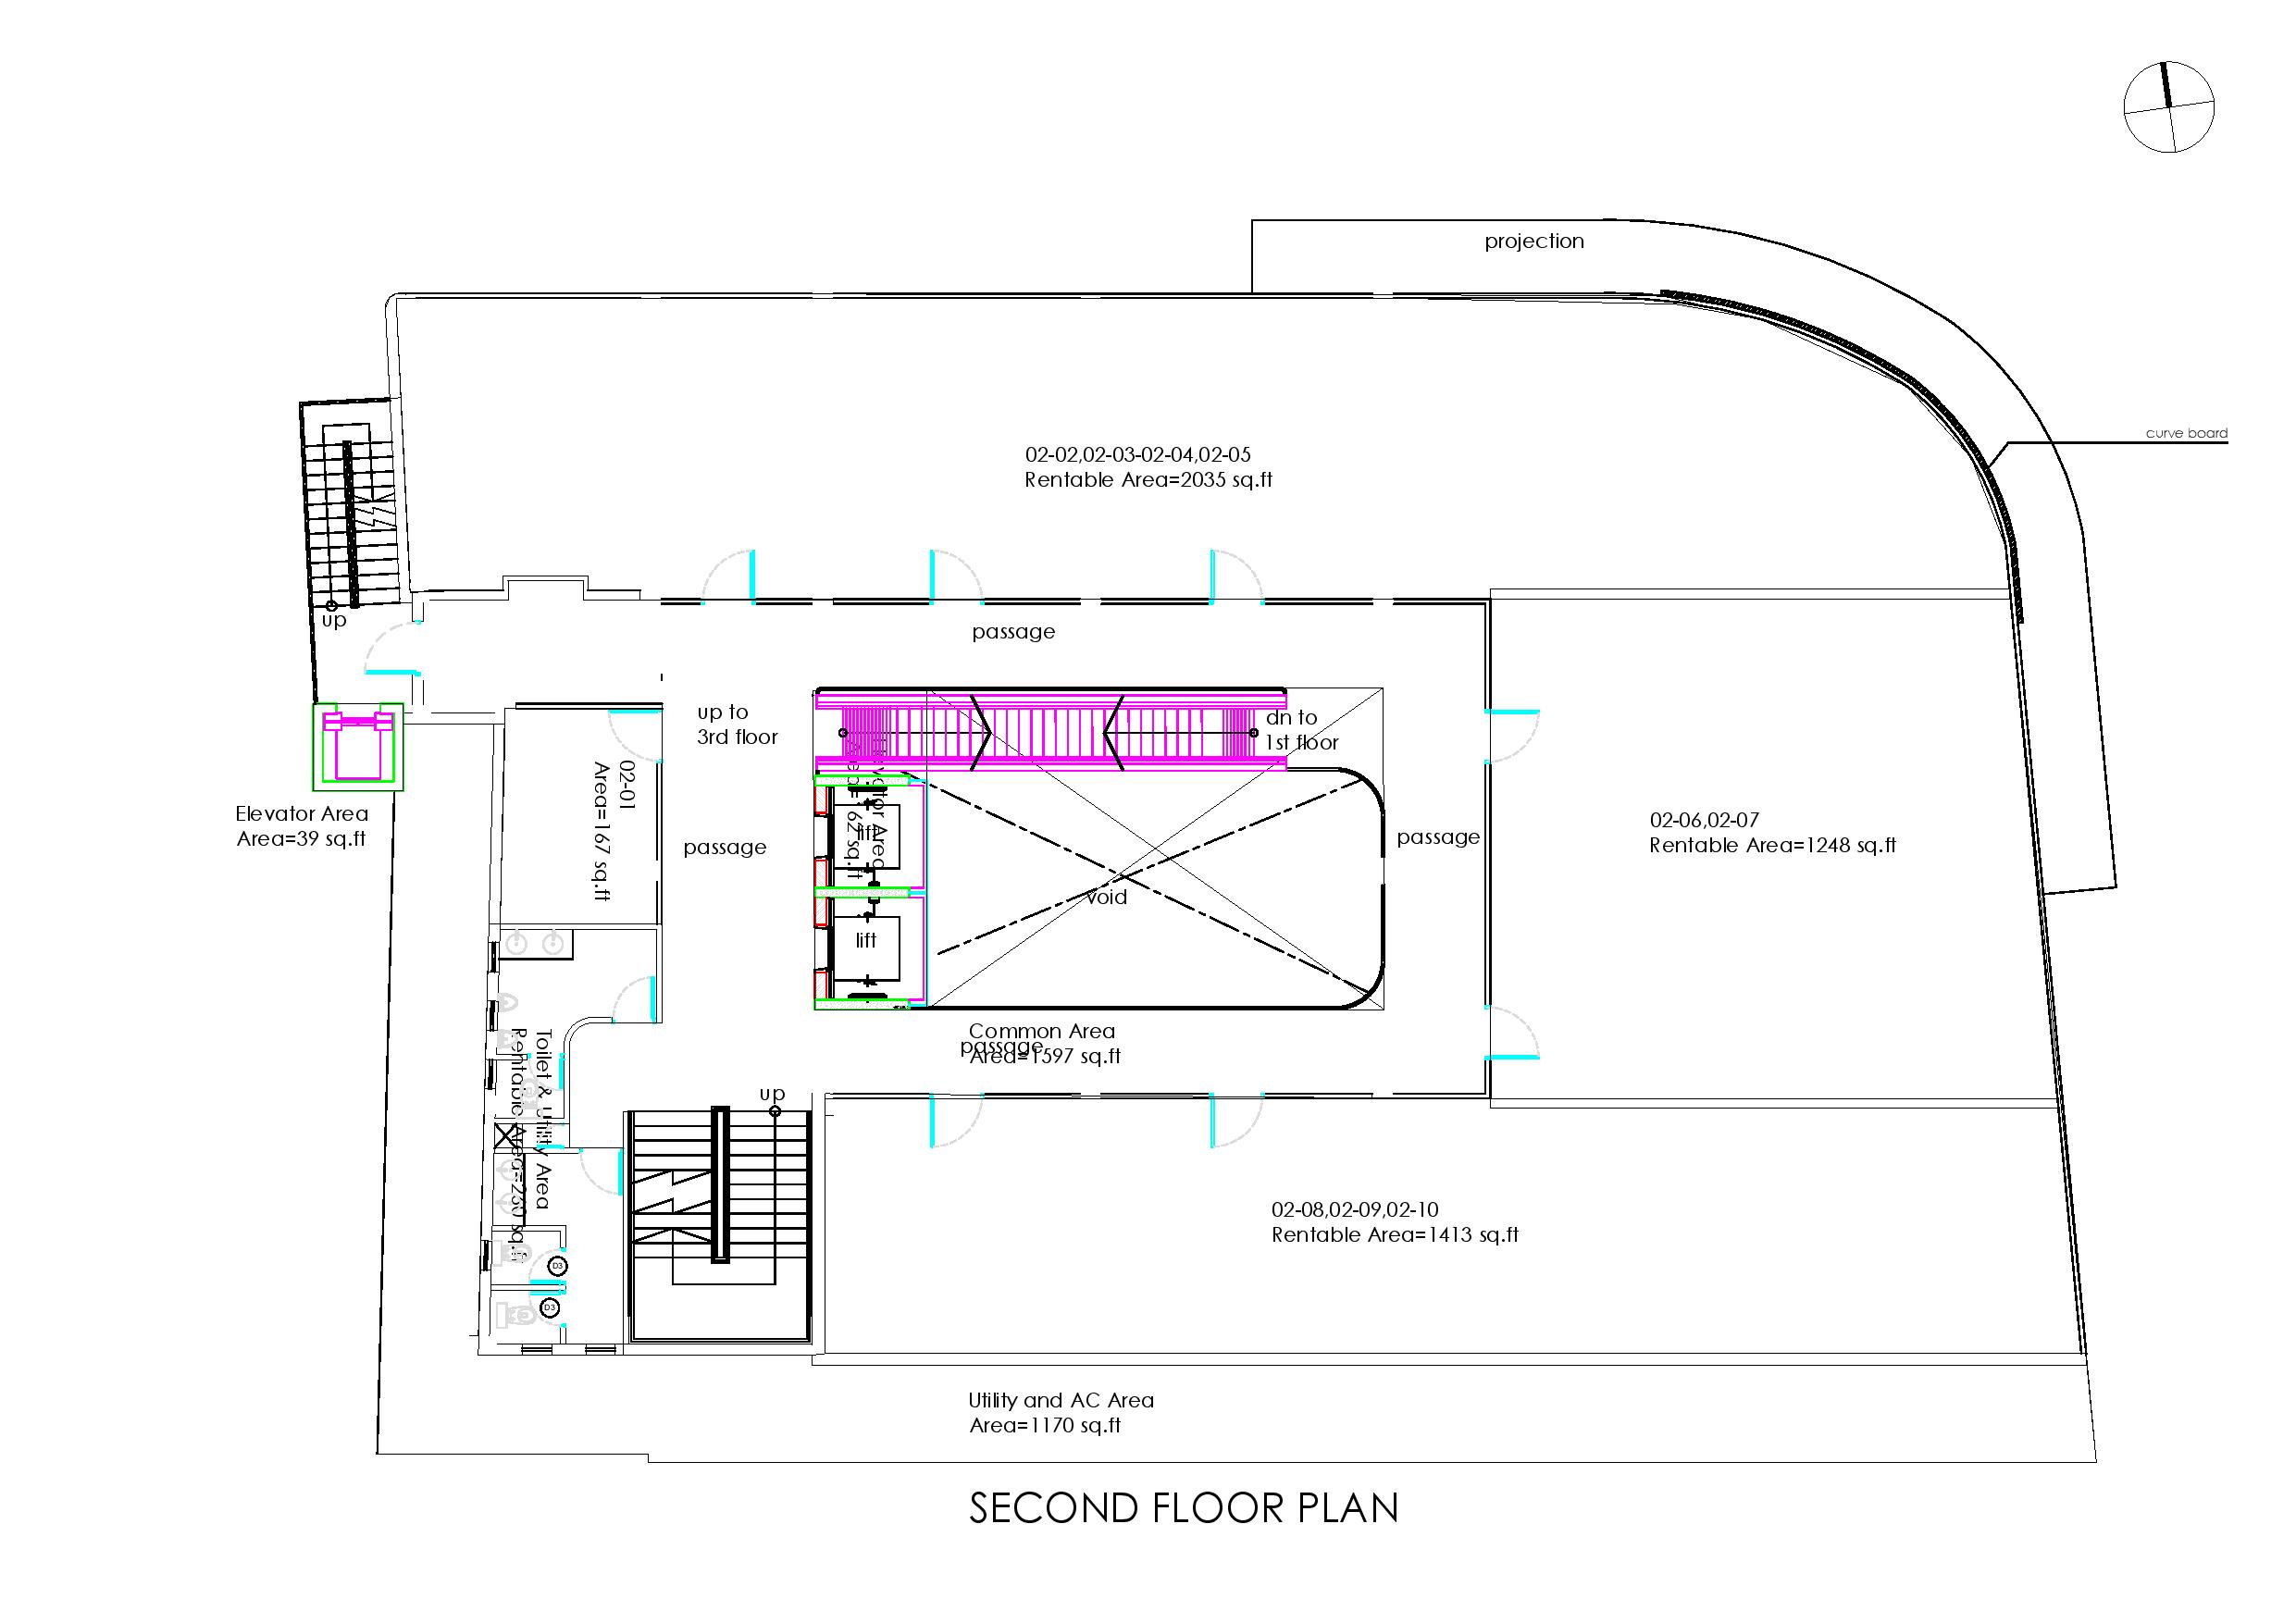 projection
curve board
02-02,02-03-02-04,02-05
Rentable Area=2035 sq.ft
up
passage
up to
3rd floor
dn to
1st floor
02-01
Area=167 sq.ft
Elevator Area
Area=39 sq.ft
Elevator Area
62 sq.ft
lift
lift
passage
void
passage
02-06,02-07
Rentable Area=1248 sq.ft
Common Area
Area=1597 sq.ft
passage
up
Toilet & Utility Area
Rentable Area=230 sq.ft
D3
D3
02-08,02-09,02-10
Rentable Area=1413 sq.ft
Utility and AC Area
Area=1170 sq.ft
SECOND FLOOR PLAN